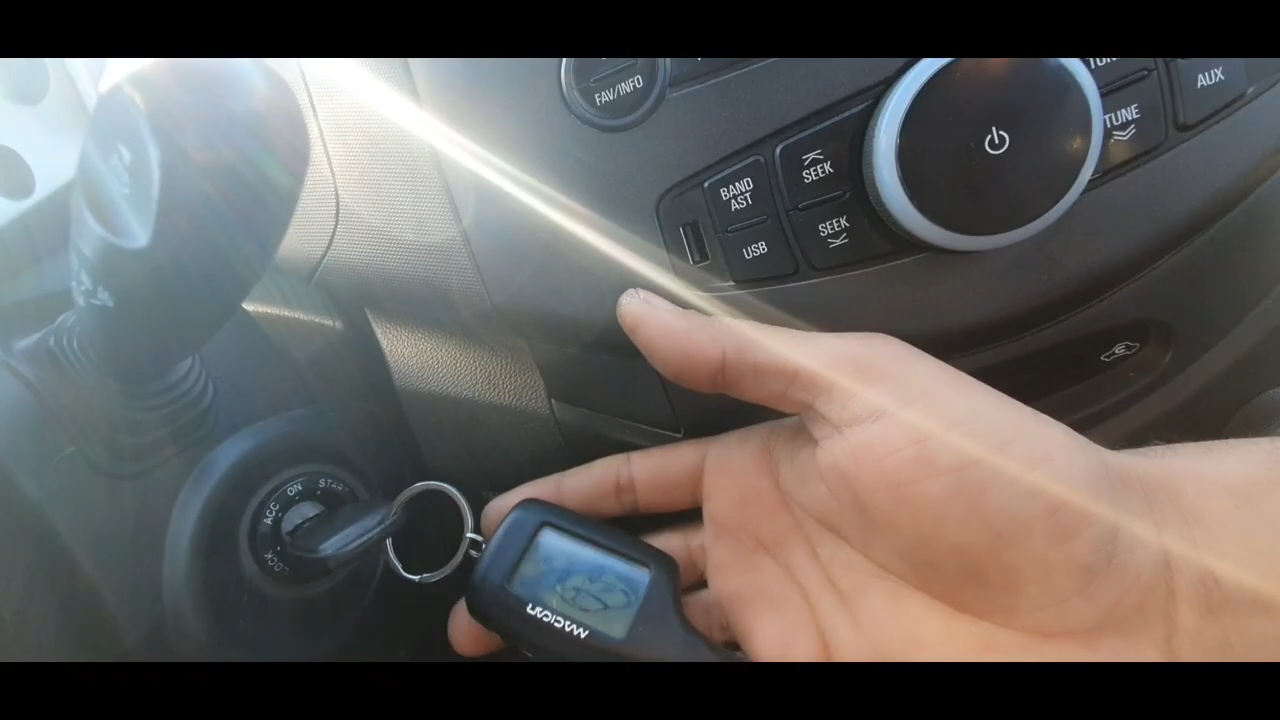 FAV/INFO
BAND
AST
USB
SEEK
SEEK
TUNE
AUX
LOCK
ACC
ON
START
MAGICAR